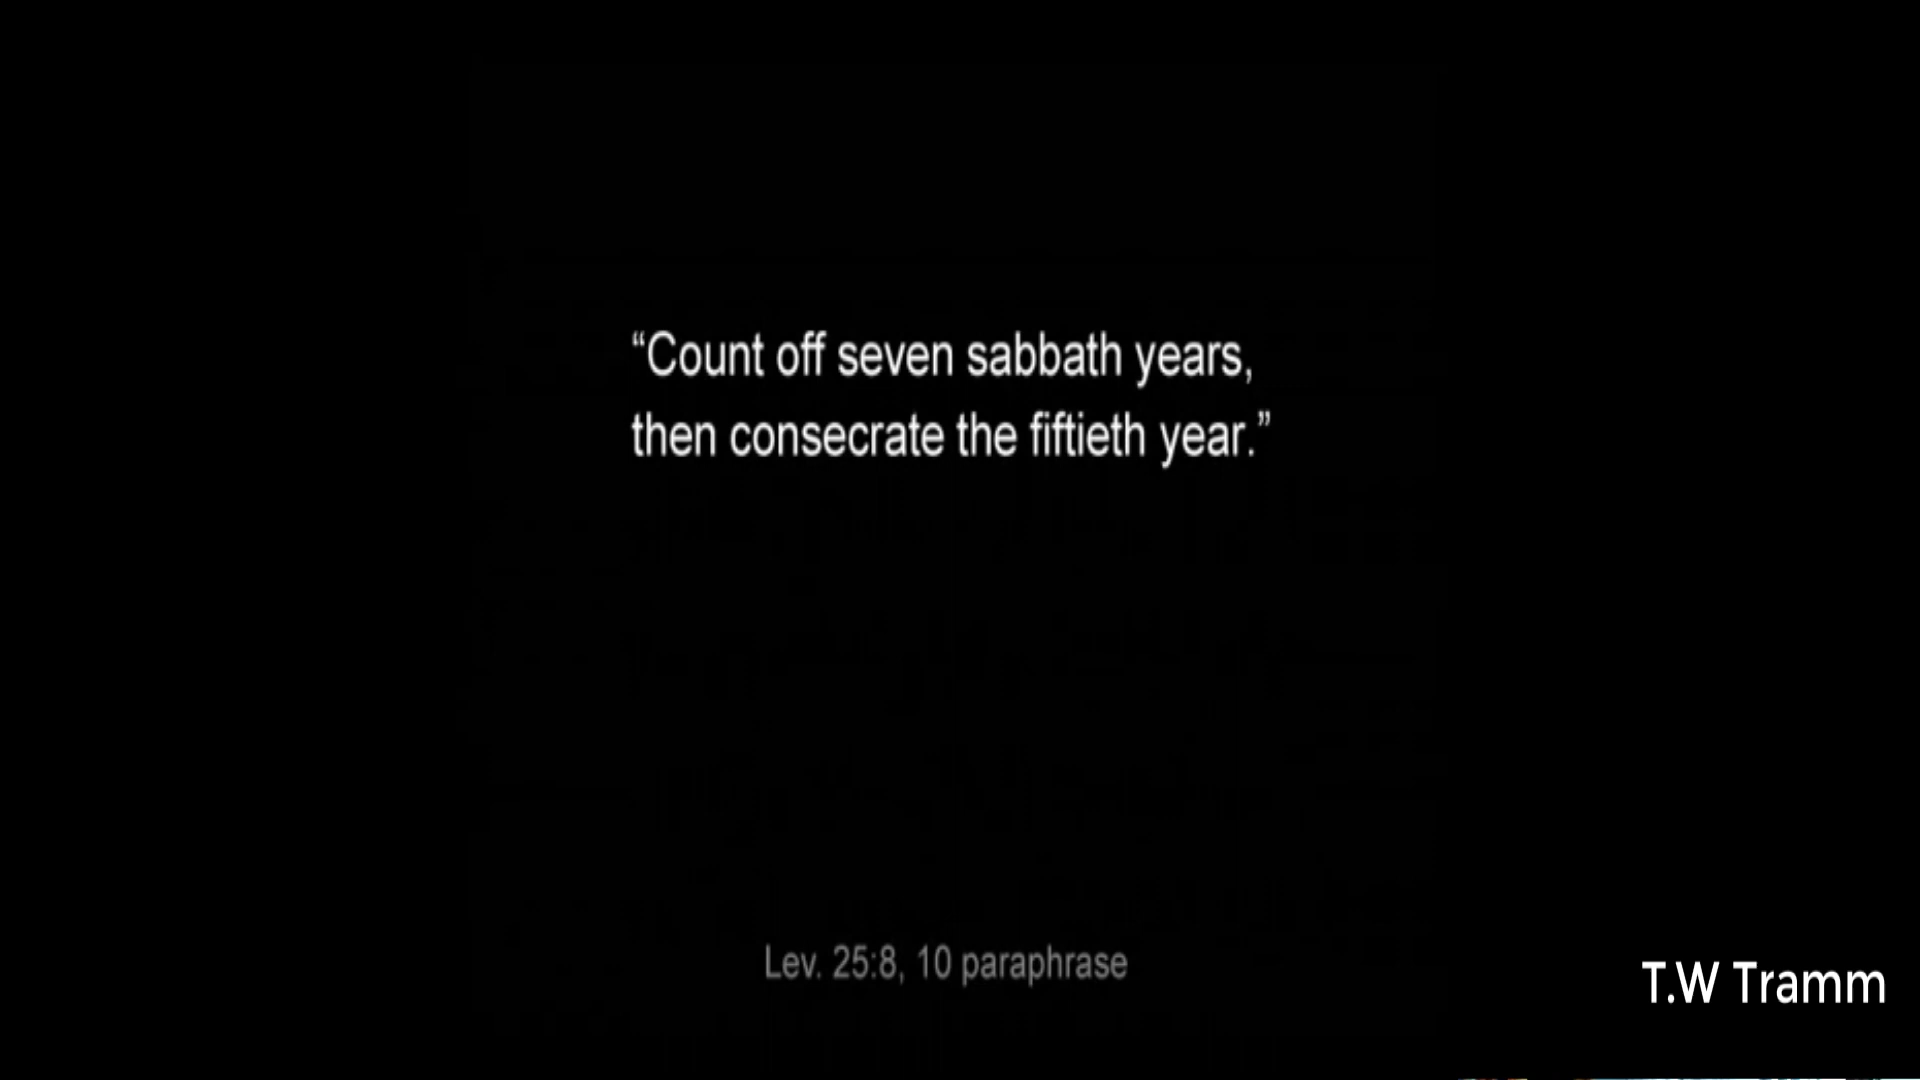 “Count off seven sabbath years,
then consecrate the fiftieth year.”
Lev. 25:8, 10 paraphrase
T.W Tramm